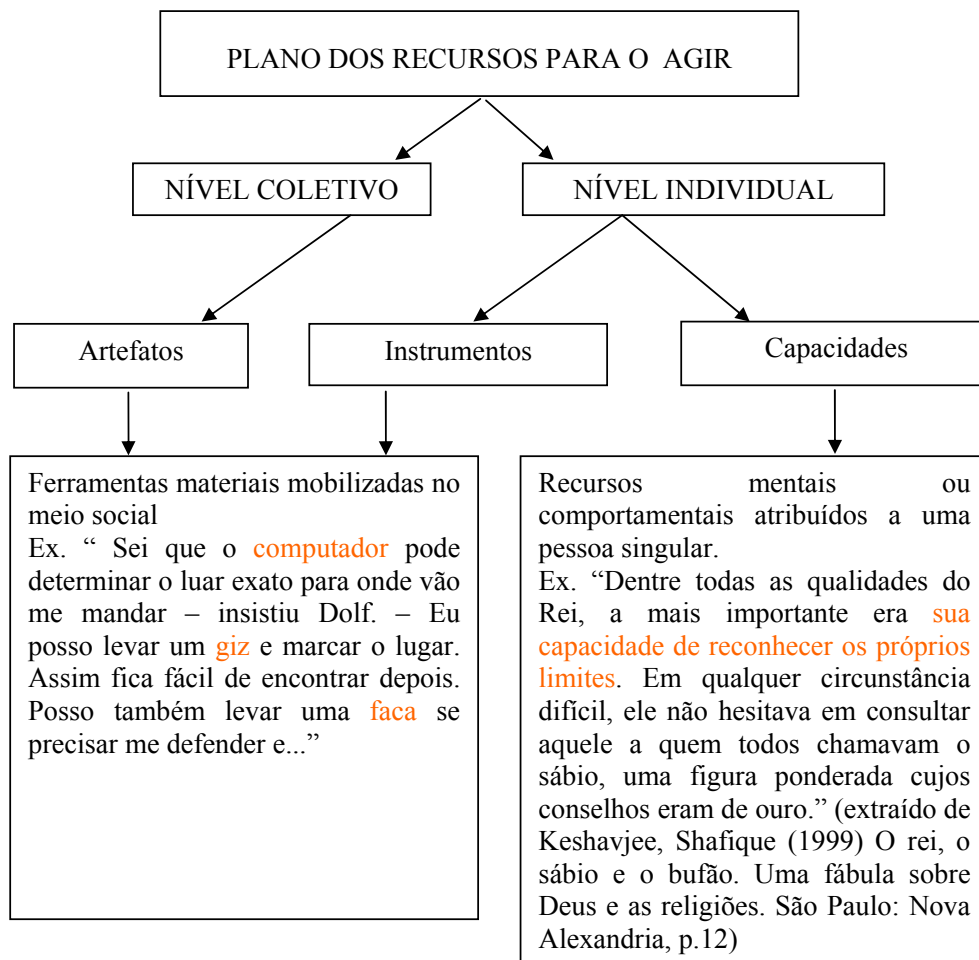 PLANO DOS RECURSOS PARA O AGIR
NÍVEL COLETIVO
NÍVEL INDIVIDUAL
Artefatos
Instrumentos
Capacidades
Ferramentas materiais mobilizadas no
meio social
Ex. “ Sei que o computador pode
determinar o luar exato para onde vão
me mandar – insistiu Dolf. – Eu
posso levar um giz e marcar o lugar.
Assim fica fácil de encontrar depois.
Posso também levar uma faca se
precisar me defender e...”
Recursos mentais ou
comportamentais atribuídos a uma
pessoa singular.
Ex. “Dentre todas as qualidades do
Rei, a mais importante era sua
capacidade de reconhecer os próprios
limites. Em qualquer circunstância
difícil, ele não hesitava em consultar
aquele a quem todos chamavam o
sábio, uma figura ponderada cujos
conselhos eram de ouro.” (extraído de
Keshavjee, Shafique (1999) O rei, o
sábio e o bufão. Uma fábula sobre
Deus e as religiões. São Paulo: Nova
Alexandria, p.12)